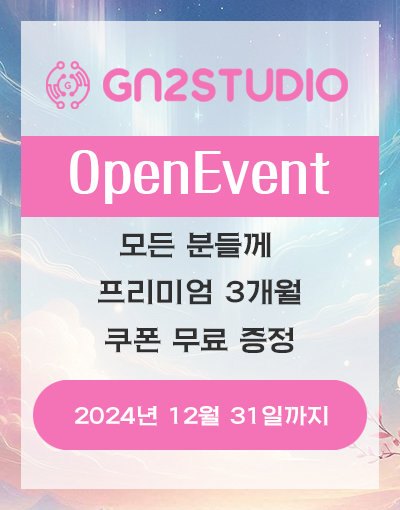 G
GN2STUDIO
OpenEvent
모든 분들께
프리미엄 3개월
쿠폰 무료 증정
2024년 12월 31일까지